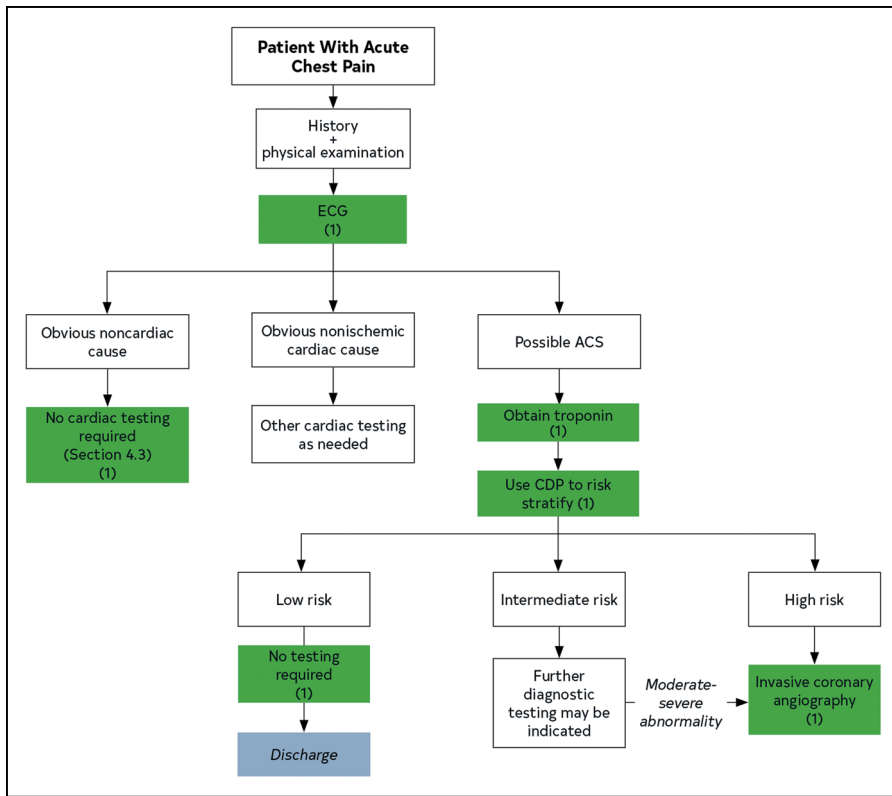 Patient With Acute
Chest Pain
History
+
physical examination
ECG
(1)
Obvious noncardiac
cause
Obvious nonischemic
cardiac cause
Possible ACS
No cardiac testing
required
(Section 4.3)
(1)
Other cardiac testing
as needed
Obtain troponin
(1)
Use CDP to risk
stratify (1)
Low risk
Intermediate risk
High risk
No testing
required
(1)
Further
diagnostic
testing may be
indicated
Moderate-
severe
abnormality
Invasive coronary
angiography
(1)
Discharge